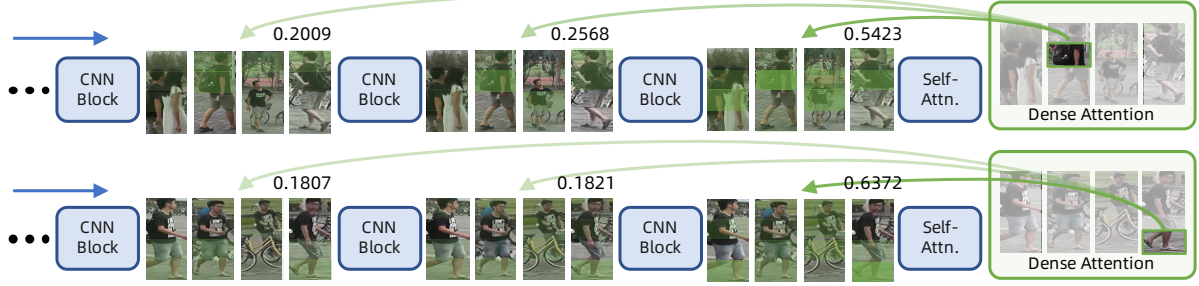 0.2009
0.2568
0.5423
CNN
Block
CNN
Block
CNN
Block
Self-
Attn.
Dense Attention
0.1807
0.1821
0.6372
CNN
Block
CNN
Block
CNN
Block
Self-
Attn.
Dense Attention